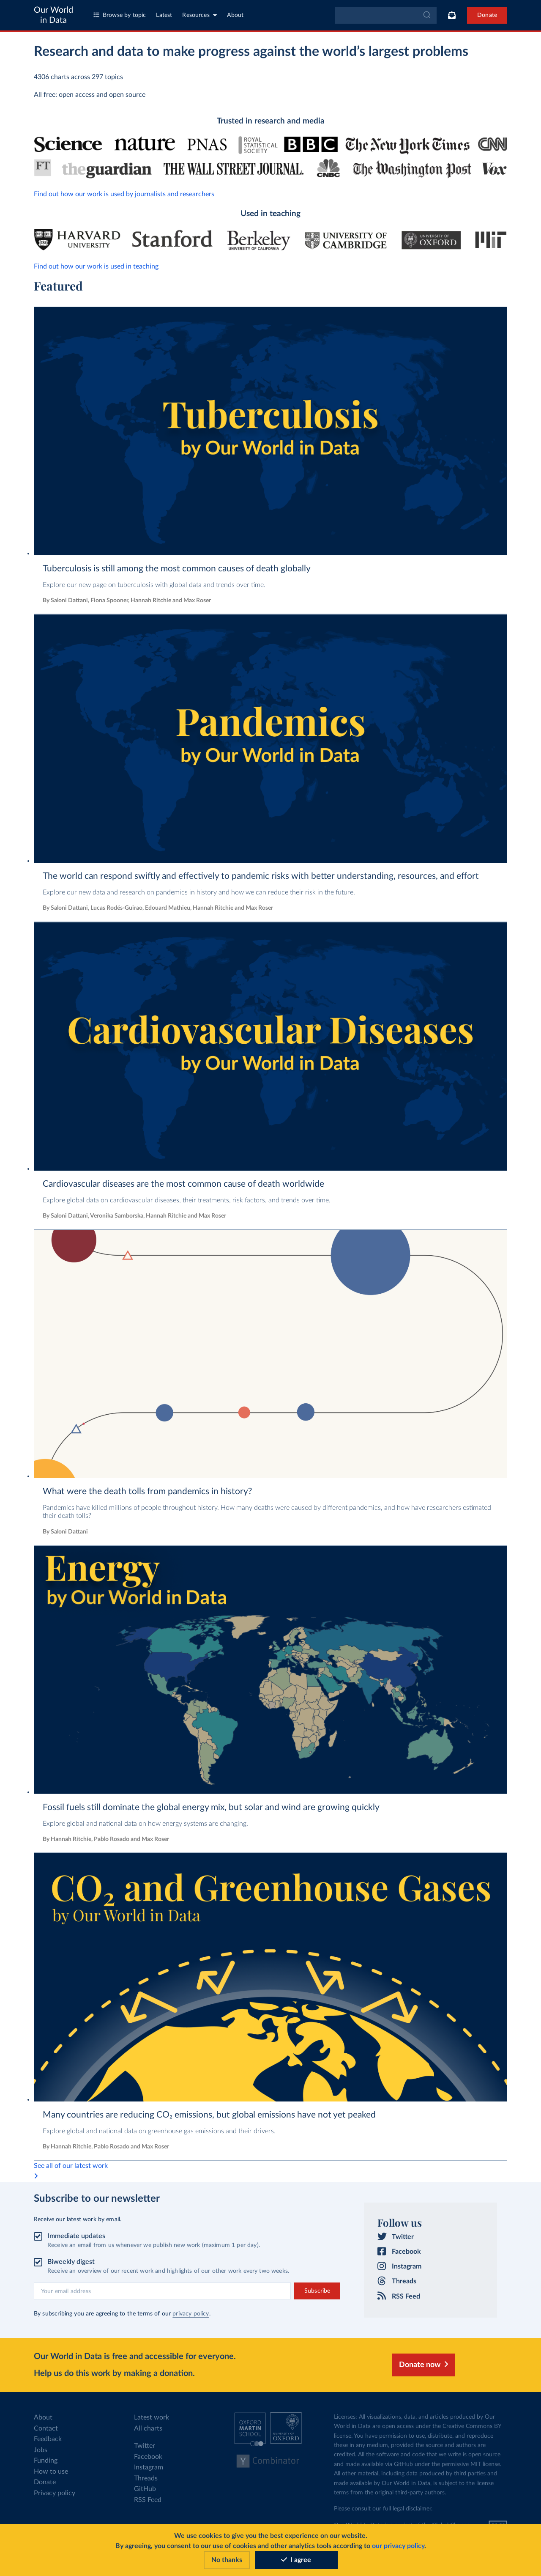 Our World
in Data
Browse by topic
Latest
Resources
About
Donate
Research and data to make progress against the world's largest problems
4306 charts across 297 topics
All free: open access and open source
Trusted in research and media
Science
nature
PNAS
ROYAL
STATISTICAL
SOCIETY
BBC
The New York Times
CNN
FT
theguardian
THE WALL STREET JOURNAL.
CNBC
The Washington Post
Vox
Find out how our work is used by journalists and researchers
Used in teaching
HARVARD
UNIVERSITY
Stanford
Berkeley
UNIVERSITY OF CALIFORNIA
UNIVERSITY OF
CAMBRIDGE
UNIVERSITY OF
OXFORD
MIT
Find out how our work is used in teaching
Featured
Tuberculosis
by Our World in Data
Tuberculosis is still among the most common causes of death globally
Explore our new page on tuberculosis with global data and trends over time.
By Saloni Dattani, Fiona Spooner, Hannah Ritchie and Max Roser
Pandemics
by Our World in Data
The world can respond swiftly and effectively to pandemic risks with better understanding, resources, and effort
Explore our new data and research on pandemics in history and how we can reduce their risk in the future.
By Saloni Dattani, Lucas Rodés-Guirao, Edouard Mathieu, Hannah Ritchie and Max Roser
Cardiovascular Diseases
by Our World in Data
Cardiovascular diseases are the most common cause of death worldwide
Explore global data on cardiovascular diseases, their treatments, risk factors, and trends over time.
By Saloni Dattani, Veronika Samborska, Hannah Ritchie and Max Roser
What were the death tolls from pandemics in history?
Pandemics have killed millions of people throughout history. How many deaths were caused by different pandemics, and how have researchers estimated
their death tolls?
By Saloni Dattani
Energy
by Our World in Data
Fossil fuels still dominate the global energy mix, but solar and wind are growing quickly
Explore global and national data on how energy systems are changing.
By Hannah Ritchie, Pablo Rosado and Max Roser
CO₂ and Greenhouse Gases
by Our World in Data
Many countries are reducing CO₂ emissions, but global emissions have not yet peaked
Explore global and national data on greenhouse gas emissions and their drivers.
By Hannah Ritchie, Pablo Rosado and Max Roser
See all of our latest work
Subscribe to our newsletter
Receive our latest work by email.
Immediate updates
Receive an email from us whenever we publish new work (maximum 1 per day).
Biweekly digest
Receive an overview of our recent work and highlights of our other work every two weeks.
Your email address
Subscribe
By subscribing you are agreeing to the terms of our privacy policy.
Follow us
Twitter
Facebook
Instagram
Threads
RSS Feed
Our World in Data is free and accessible for everyone.
Help us do this work by making a donation.
Donate now
About
Contact
Feedback
Jobs
Funding
How to use
Donate
Privacy policy
Latest work
All charts
Twitter
Facebook
Instagram
Threads
GitHub
RSS Feed
OXFORD
MARTIN
SCHOOL
UNIVERSITY OF
OXFORD
Y Combinator
Licenses: All visualizations, data, and articles produced by Our
World in Data are open access under the Creative Commons BY
license. You have permission to use, distribute, and reproduce
these in any medium, provided the source and authors are
credited. All the software and code that we write is open source
and made available via GitHub under the permissive MIT license.
All other material, including data produced by third parties and
made available by Our World in Data, is subject to the license
terms from the original third-party authors.
Please consult our full legal disclaimer.
We use cookies to give you the best experience on our website.
By agreeing, you consent to our use of cookies and other analytics tools according to our privacy policy.
No thanks
I agree